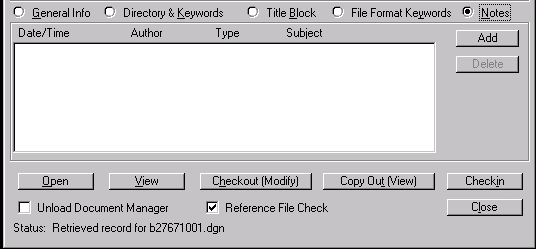 General Info Directory & Keywords Title Block File Format Keywords Notes
Date/Time Author Type Subject
Add
Delete
Open View Checkout (Modify) Copy Out (View) Checkin
Unload Document Manager Reference File Check Close
Status: Retrieved record for b27671001.dgn